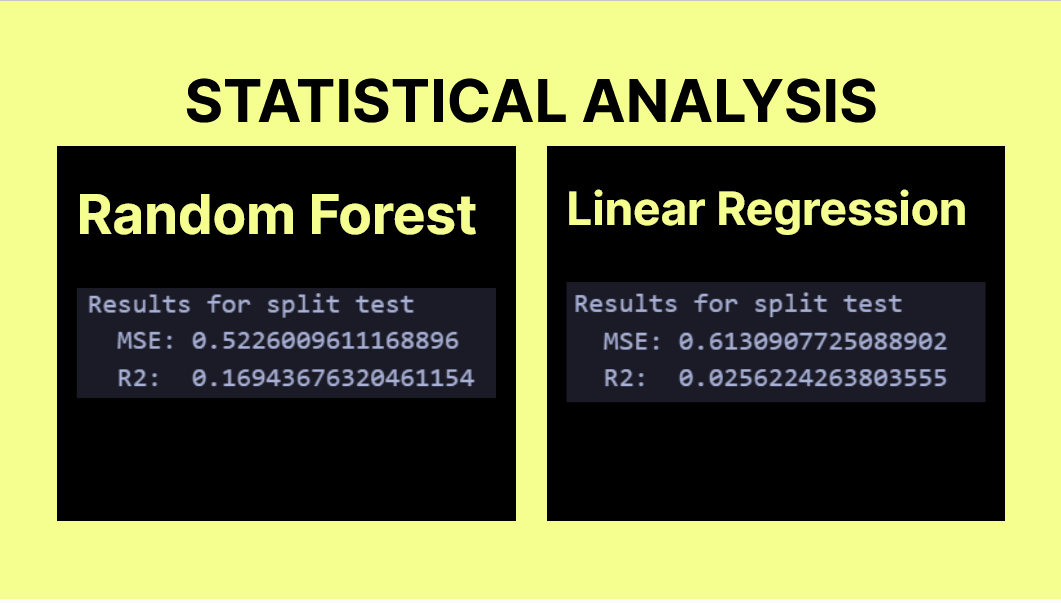 STATISTICAL ANALYSIS
Random Forest
Results for split test
MSE: 0.5226009611168896
R2: 0.16943676320461154
Linear Regression
Results for split test
MSE: 0.6130907725088902
R2: 0.0256224263803555